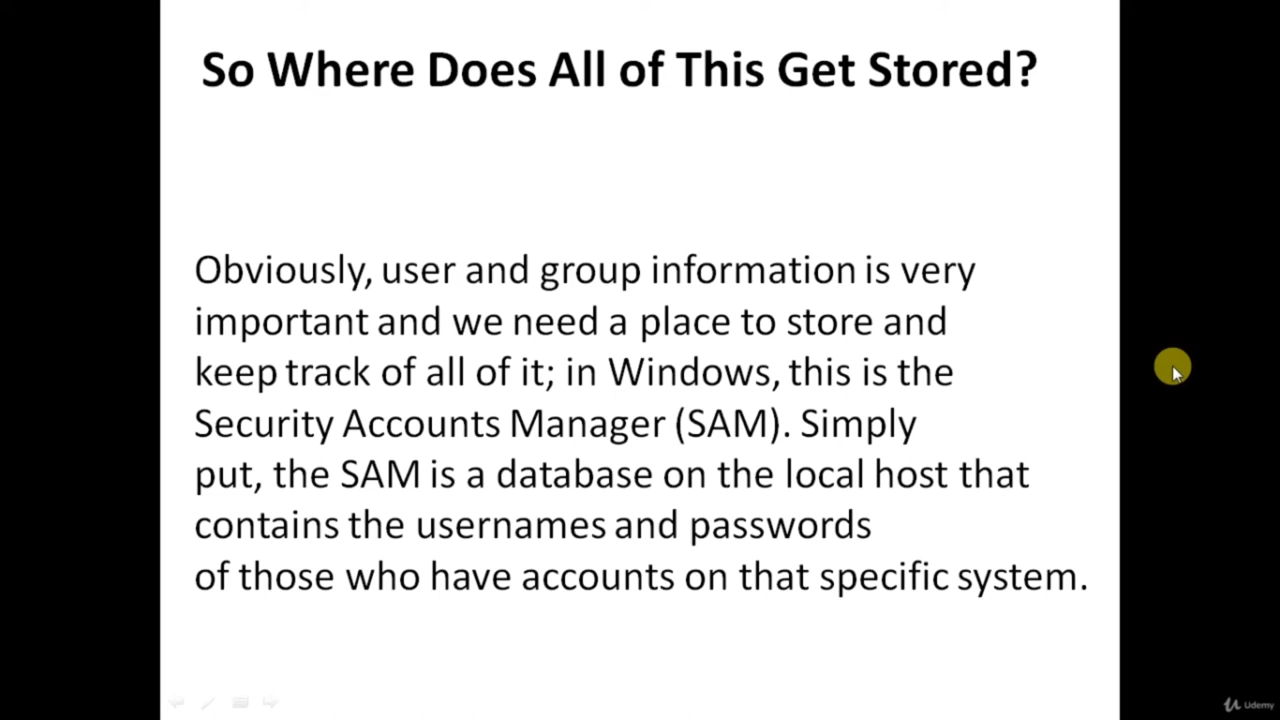 So Where Does All of This Get Stored?
Obviously, user and group information is very
important and we need a place to store and
keep track of all of it; in Windows, this is the
Security Accounts Manager (SAM). Simply
put, the SAM is a database on the local host that
contains the usernames and passwords
of those who have accounts on that specific system.
Udemy